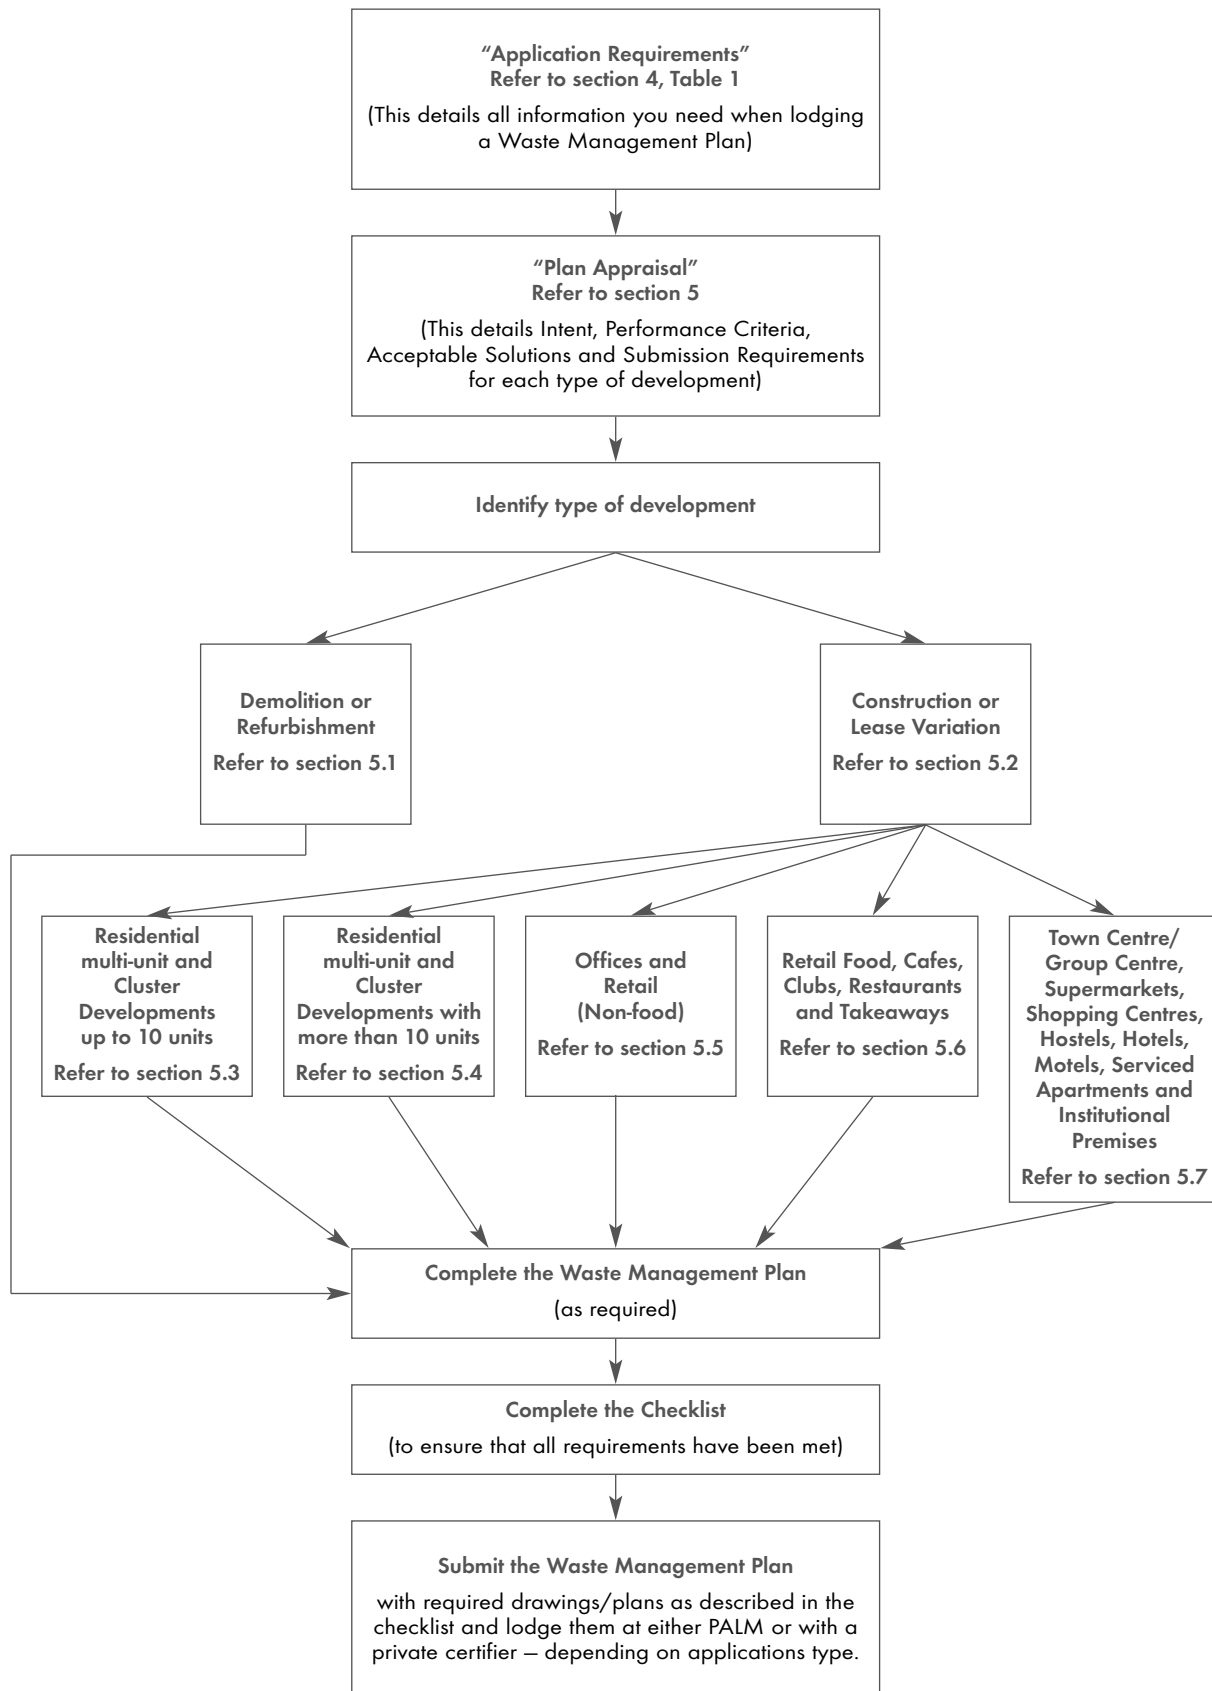 “Application Requirements”
Refer to section 4, Table 1
(This details all information you need when lodging
a Waste Management Plan)
“Plan Appraisal”
Refer to section 5
(This details Intent, Performance Criteria,
Acceptable Solutions and Submission Requirements
for each type of development)
Identify type of development
Demolition or
Refurbishment
Refer to section 5.1
Construction or
Lease Variation
Refer to section 5.2
Residential
multi-unit and
Cluster
Developments
up to 10 units
Refer to section 5.3
Residential
multi-unit and
Cluster
Developments with
more than 10 units
Refer to section 5.4
Offices and
Retail
(Non-food)
Refer to section 5.5
Retail Food, Cafes,
Clubs, Restaurants
and Takeaways
Refer to section 5.6
Town Centre/
Group Centre,
Supermarkets,
Shopping Centres,
Hostels, Hotels,
Motels, Serviced
Apartments and
Institutional
Premises
Refer to section 5.7
Complete the Waste Management Plan
(as required)
Complete the Checklist
(to ensure that all requirements have been met)
Submit the Waste Management Plan
with required drawings/plans as described in the
checklist and lodge them at either PALM or with a
private certifier – depending on applications type.